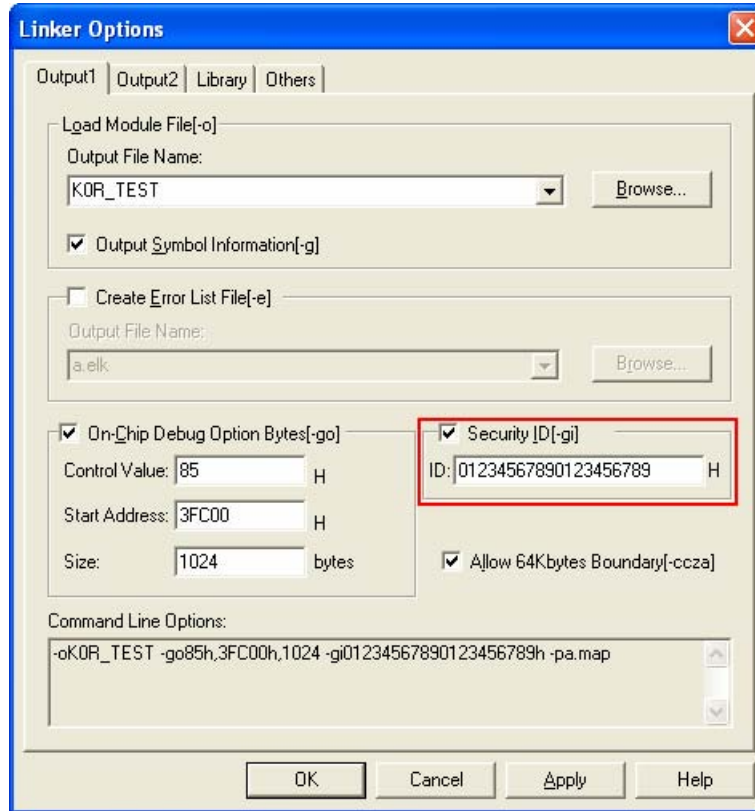 Linker Options
Output1 Output2 Library Others
Load Module File[-o]
Output File Name:
K0R_TEST
Browse...
Output Symbol Information[-g]
Create Error List File[-e]
Output File Name:
a.elk
Browse...
On-Chip Debug Option Bytes[-go]
Control Value: 85 H
Start Address: 3FC00 H
Size: 1024 bytes
Security ID[-gi]
ID: 01234567890123456789 H
Allow 64Kbytes Boundary[-ccza]
Command Line Options:
-oK0R_TEST -go85h,3FC00h,1024 -gi01234567890123456789h -pa.map
OK Cancel Apply Help